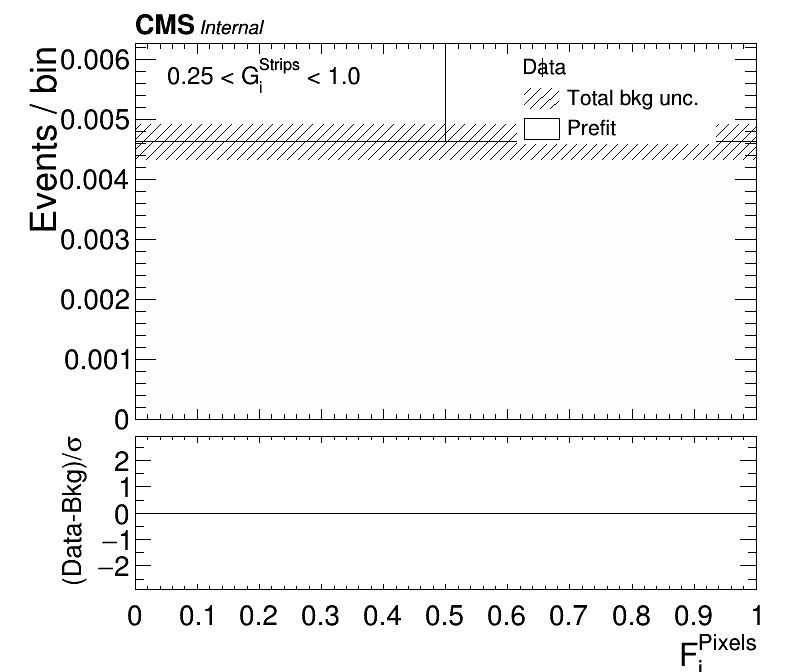 CMS Internal
0.25 < G_i^Strips < 1.0
Data
Total bkg unc.
Prefit
Events / bin
0.006
0.005
0.004
0.003
0.002
0.001
0
(Data-Bkg)/σ
2
1
0
−1
−2
0 0.1 0.2 0.3 0.4 0.5 0.6 0.7 0.8 0.9 1
F_i^Pixels